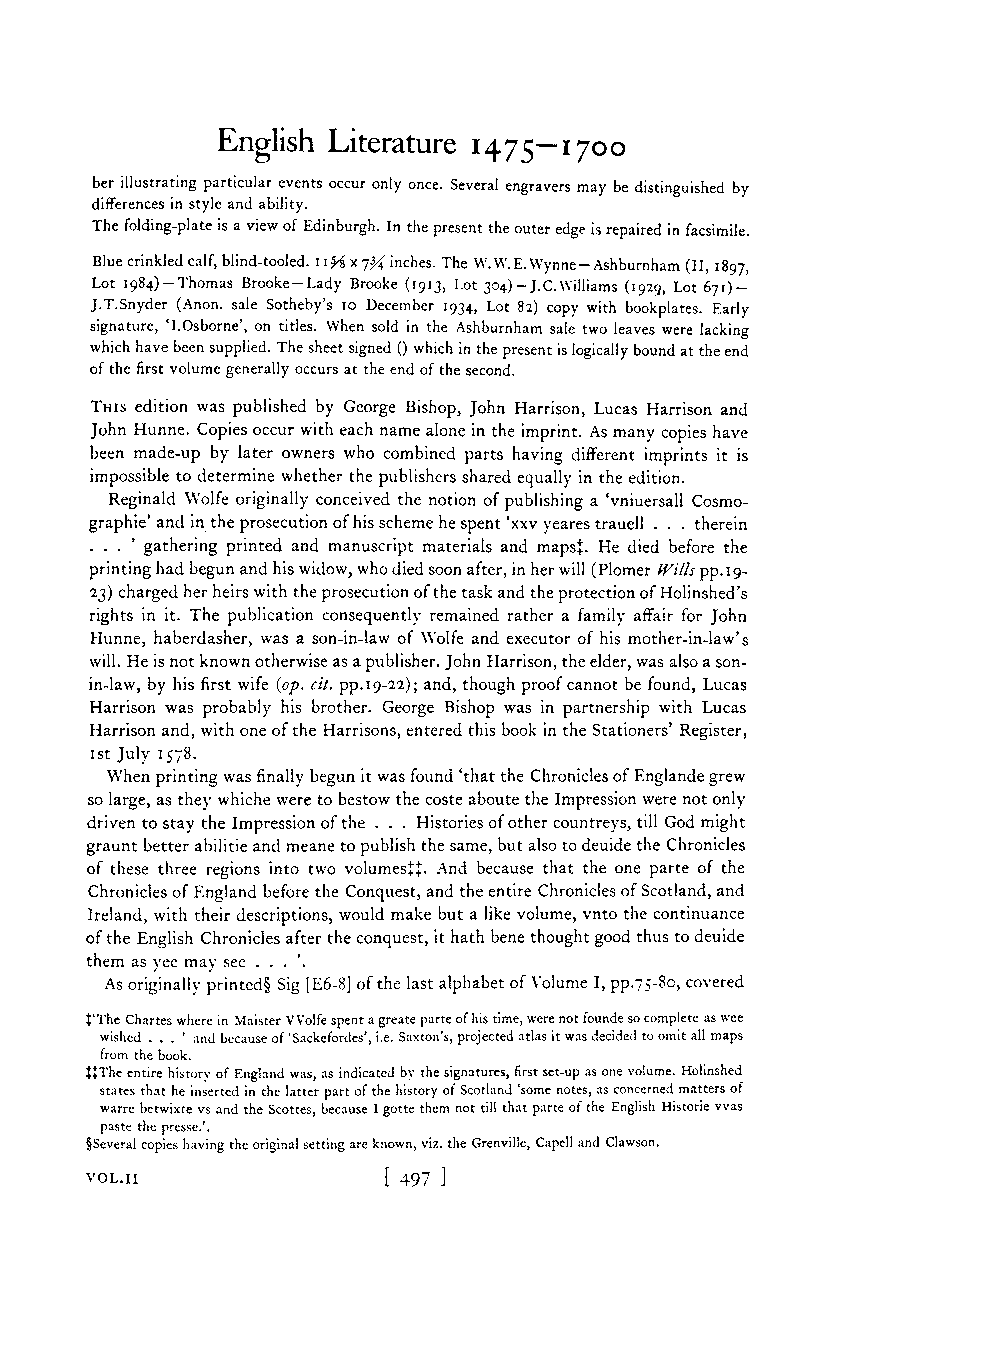 English Literature 1475—1700
ber illustrating particular events occur only once. Several engravers may be distinguished by
differences in style and ability.
The folding-plate is a view of Edinburgh. In the present the outer edge is repaired in facsimile.
Blue crinkled calf, blind-tooled. 11⅝ x 7¾ inches. The W.W.E.Wynne—Ashburnham (II, 1897,
Lot 1984)—Thomas Brooke—Lady Brooke (1913, Lot 304)—J.C.Williams (1929, Lot 671)—
J.T.Snyder (Anon. sale Sotheby's 10 December 1934, Lot 82) copy with bookplates. Early
signature, 'I.Osborne', on titles. When sold in the Ashburnham sale two leaves were lacking
which have been supplied. The sheet signed () which in the present is logically bound at the end
of the first volume generally occurs at the end of the second.
THIS edition was published by George Bishop, John Harrison, Lucas Harrison and
John Hunne. Copies occur with each name alone in the imprint. As many copies have
been made-up by later owners who combined parts having different imprints it is
impossible to determine whether the publishers shared equally in the edition.
Reginald Wolfe originally conceived the notion of publishing a 'vniuersall Cosmo-
graphie' and in the prosecution of his scheme he spent 'xxv yeares trauell . . . therein
. . . ' gathering printed and manuscript materials and maps‡. He died before the
printing had begun and his widow, who died soon after, in her will (Plomer Wills pp.19-
23) charged her heirs with the prosecution of the task and the protection of Holinshed's
rights in it. The publication consequently remained rather a family affair for John
Hunne, haberdasher, was a son-in-law of Wolfe and executor of his mother-in-law's
will. He is not known otherwise as a publisher. John Harrison, the elder, was also a son-
in-law, by his first wife (op. cit. pp.19-22); and, though proof cannot be found, Lucas
Harrison was probably his brother. George Bishop was in partnership with Lucas
Harrison and, with one of the Harrisons, entered this book in the Stationers' Register,
1st July 1578.
When printing was finally begun it was found 'that the Chronicles of Englande grew
so large, as they whiche were to bestow the coste aboute the Impression were not only
driven to stay the Impression of the . . . Histories of other countreys, till God might
graunt better abilitie and meane to publish the same, but also to deuide the Chronicles
of these three regions into two volumes‡‡. And because that the one parte of the
Chronicles of England before the Conquest, and the entire Chronicles of Scotland, and
Ireland, with their descriptions, would make but a like volume, vnto the continuance
of the English Chronicles after the conquest, it hath bene thought good thus to deuide
them as yee may see . . . '.
As originally printed§ Sig [E6-8] of the last alphabet of Volume I, pp.75-80, covered
‡'The Chartes where in Maister VVolfe spent a greate parte of his time, were not founde so complete as wee
wished . . . ' and because of 'Sackefordes', i.e. Saxton's, projected atlas it was decided to omit all maps
from the book.
‡‡The entire history of England was, as indicated by the signatures, first set-up as one volume. Holinshed
states that he inserted in the latter part of the history of Scotland 'some notes, as concerned matters of
warre betwixte vs and the Scottes, because I gotte them not till that parte of the English Historie vvas
paste the presse.'.
§Several copies having the original setting are known, viz. the Grenville, Capell and Clawson.
VOL.II [ 497 ]